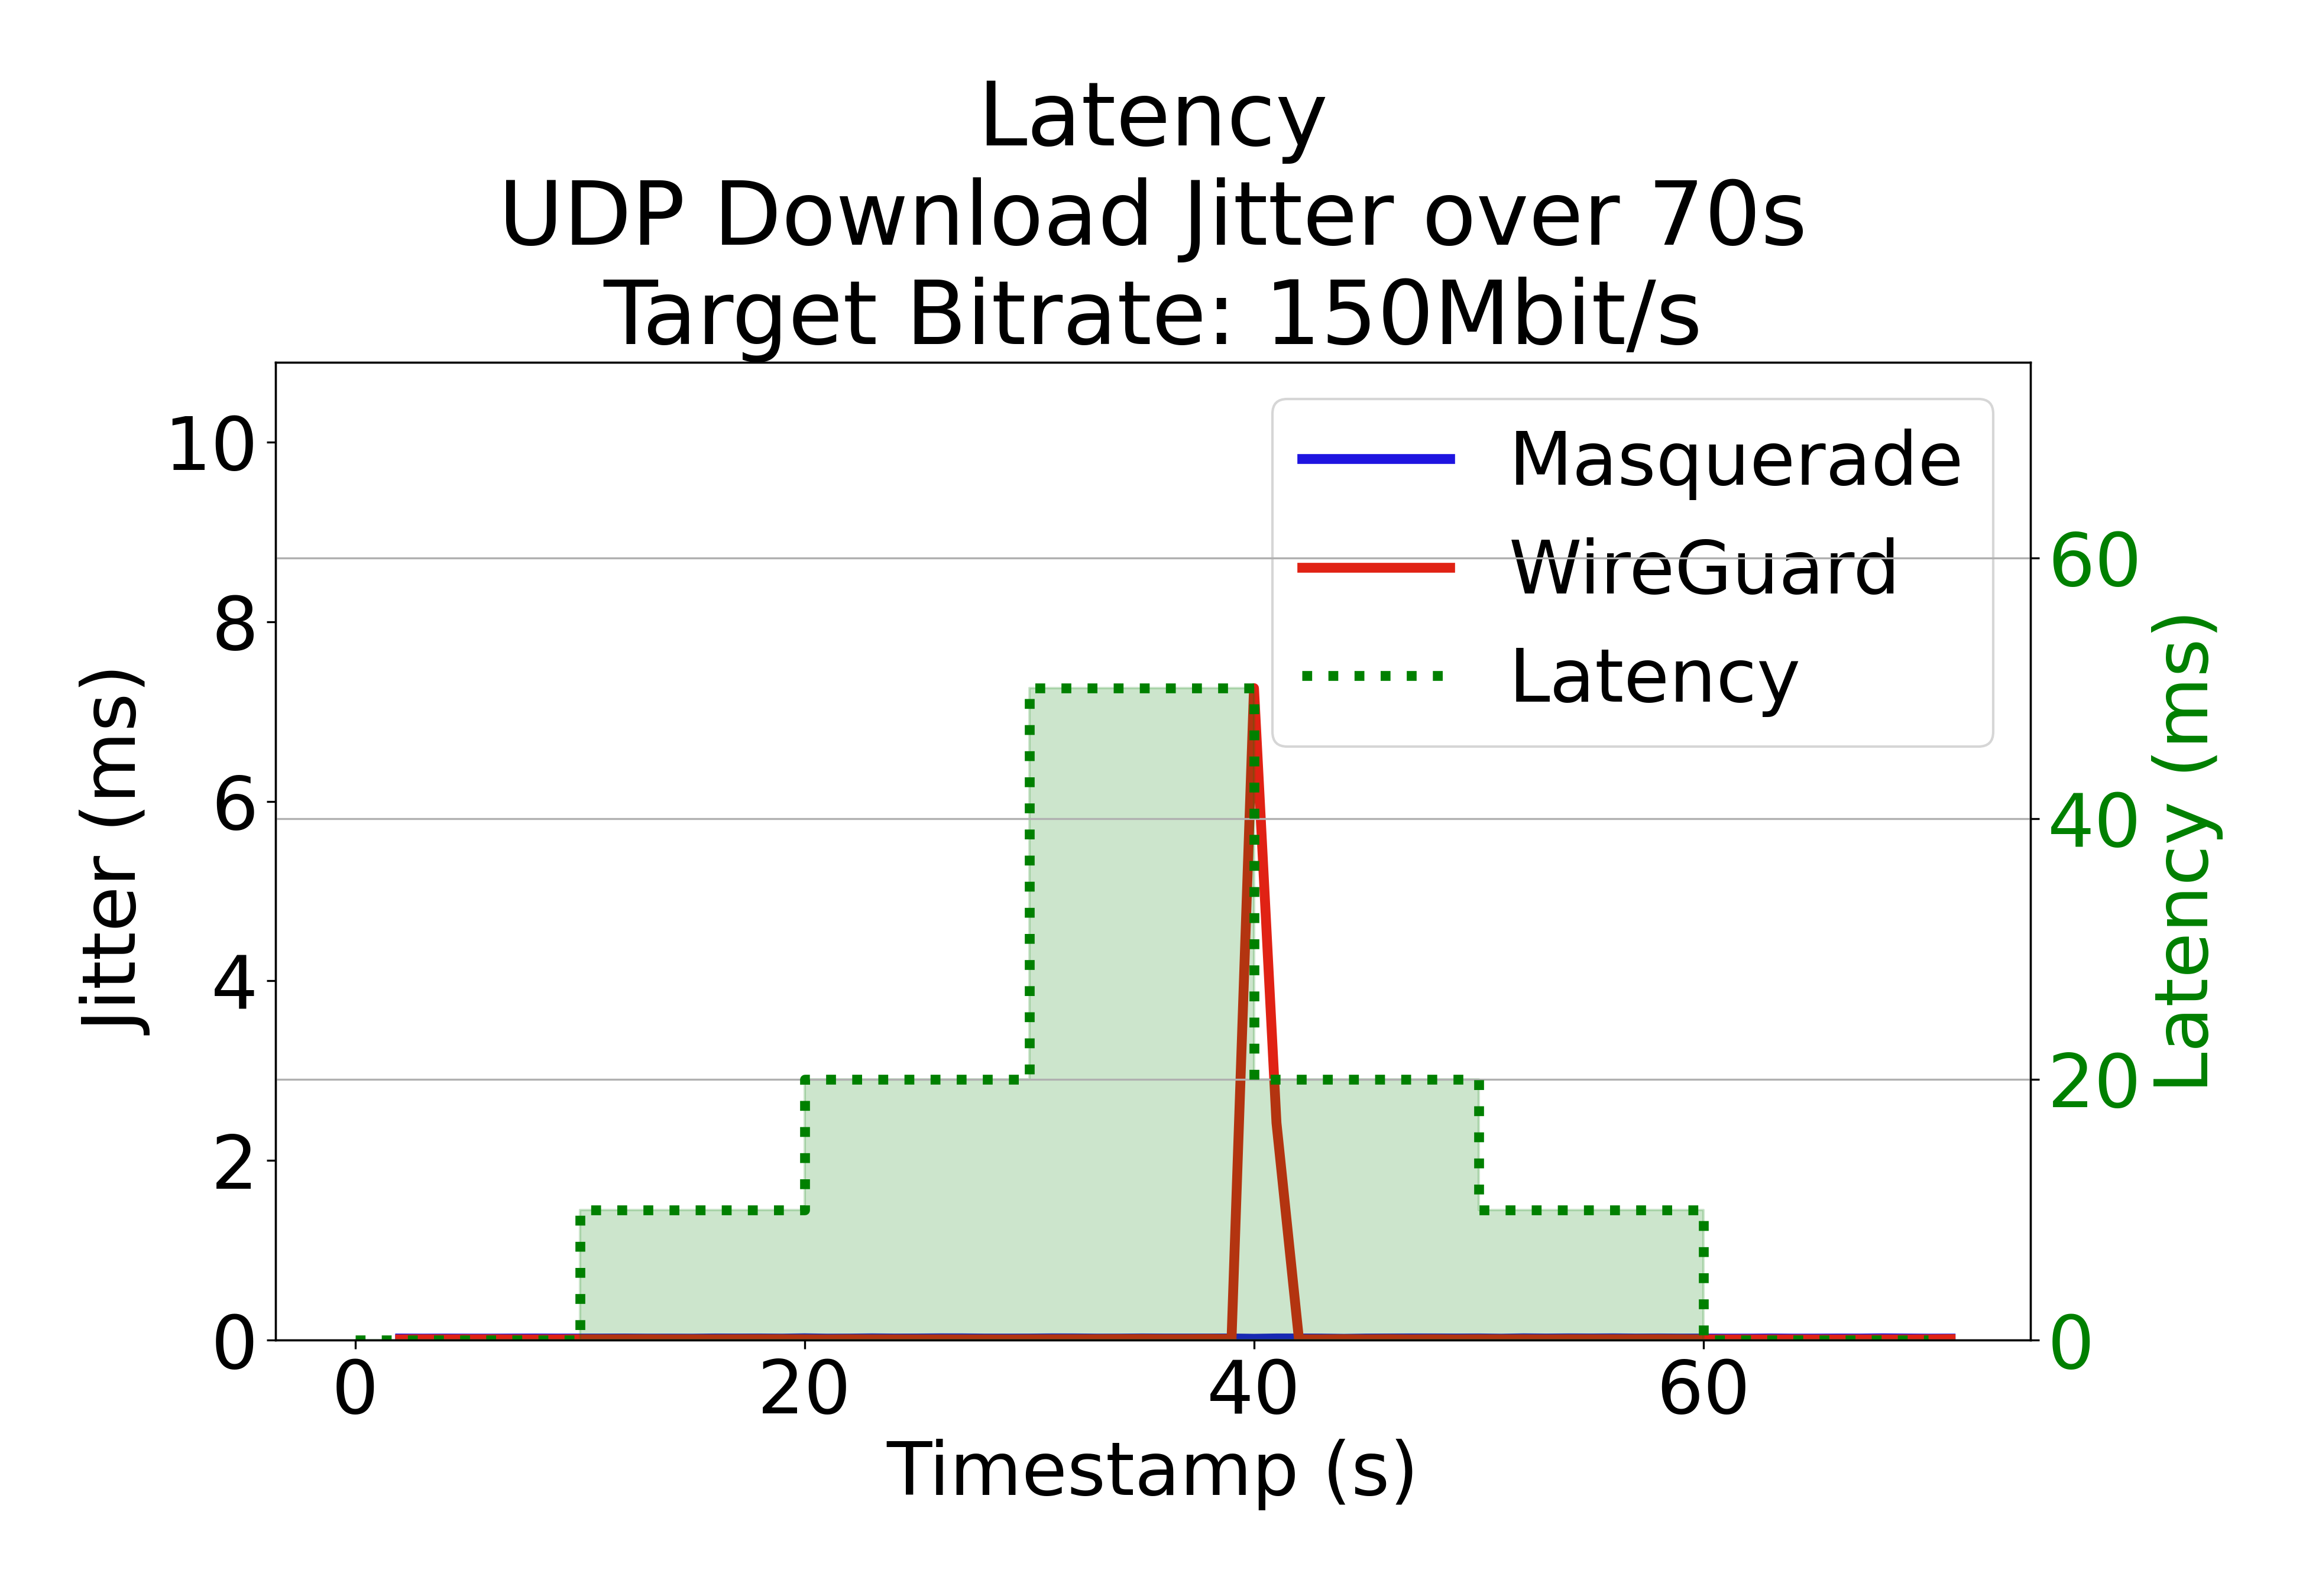 Latency
UDP Download Jitter over 70s
Target Bitrate: 150Mbit/s
Masquerade
WireGuard
Latency
Jitter (ms)
10
8
6
4
2
0
60
40
20
0
Latency (ms)
0 20 40 60
Timestamp (s)